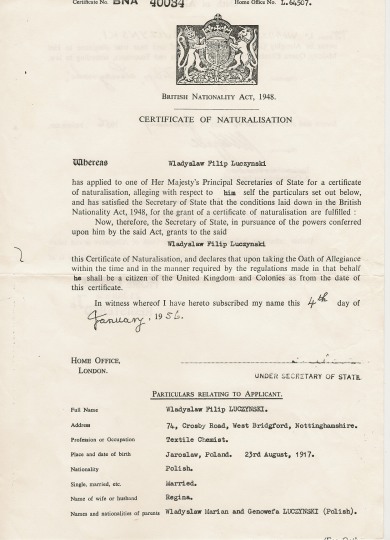 Certificate No. BNA 40084 Home Office No. L.64507.
BRITISH NATIONALITY ACT, 1948.
CERTIFICATE OF NATURALISATION
Whereas Wladyslaw Filip Luczynski
has applied to one of Her Majesty's Principal Secretaries of State for a certificate
of naturalisation, alleging with respect to him self the particulars set out below,
and has satisfied the Secretary of State that the conditions laid down in the British
Nationality Act, 1948, for the grant of a certificate of naturalisation are fulfilled :
Now, therefore, the Secretary of State, in pursuance of the powers conferred
upon him by the said Act, grants to the said
Wladyslaw Filip Luczynski
this Certificate of Naturalisation, and declares that upon taking the Oath of Allegiance
within the time and in the manner required by the regulations made in that behalf
he shall be a citizen of the United Kingdom and Colonies as from the date of
this certificate.
In witness whereof I have hereto subscribed my name this 4th day of
January. 1956.
HOME OFFICE,
LONDON.
UNDER SECRETARY OF STATE
PARTICULARS RELATING TO APPLICANT.
Full Name Wladyslaw Filip LUCZYNSKI.
Address 74, Crosby Road, West Bridgford, Nottinghamshire.
Profession or Occupation Textile Chemist.
Place and date of birth Jaroslaw, Poland. 23rd August, 1917.
Nationality Polish.
Single, married, etc. Married.
Name of wife or husband Regina.
Names and nationalities of parents Wladyslaw Marian and Genowefa LUCZYNSKI (Polish).